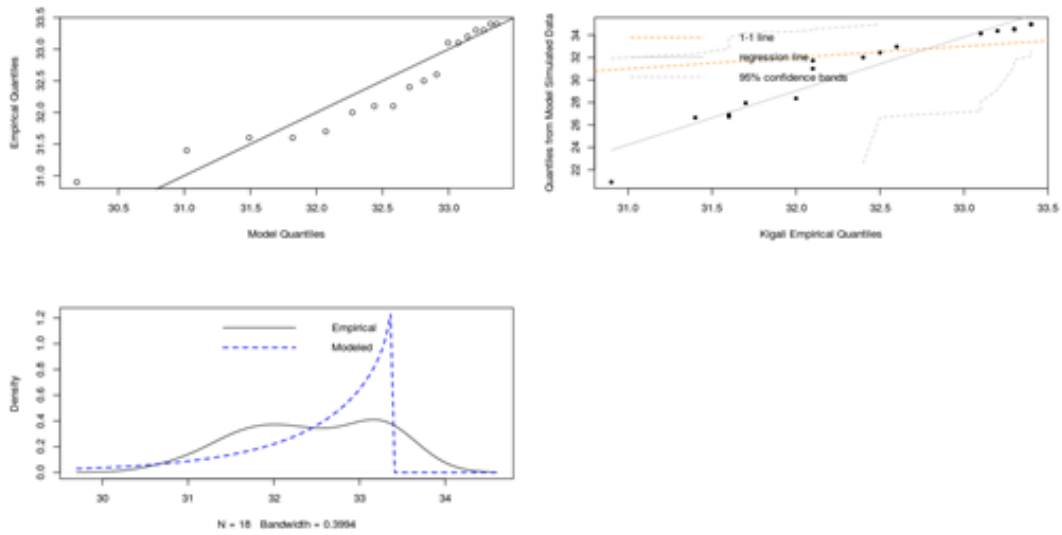 Empirical Quantiles
33.5
33.0
32.5
32.0
31.5
31.0
30.5 31.0 31.5 32.0 32.5 33.0
Model Quantiles
Quantiles from Model Simulated Data
34
32
30
28
26
24
22
1-1 line
regression line
95% confidence bands
31.0 31.5 32.0 32.5 33.0 33.5
Kigali Empirical Quantiles
Density
1.2
1.0
0.8
0.6
0.4
0.2
0.0
Empirical
Modeled
30 31 32 33 34
N = 18 Bandwidth = 0.3994